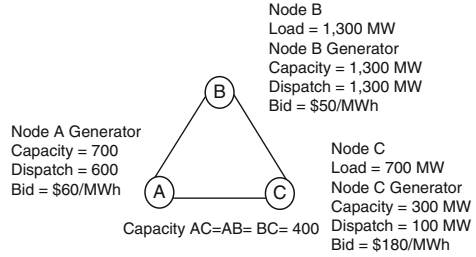 Node B
Load = 1,300 MW
Node B Generator
Capacity = 1,300 MW
Dispatch = 1,300 MW
Bid = $50/MWh
B
Node A Generator
Capacity = 700
Dispatch = 600
Bid = $60/MWh
A
C
Node C
Load = 700 MW
Node C Generator
Capacity = 300 MW
Dispatch = 100 MW
Bid = $180/MWh
Capacity AC=AB= BC= 400